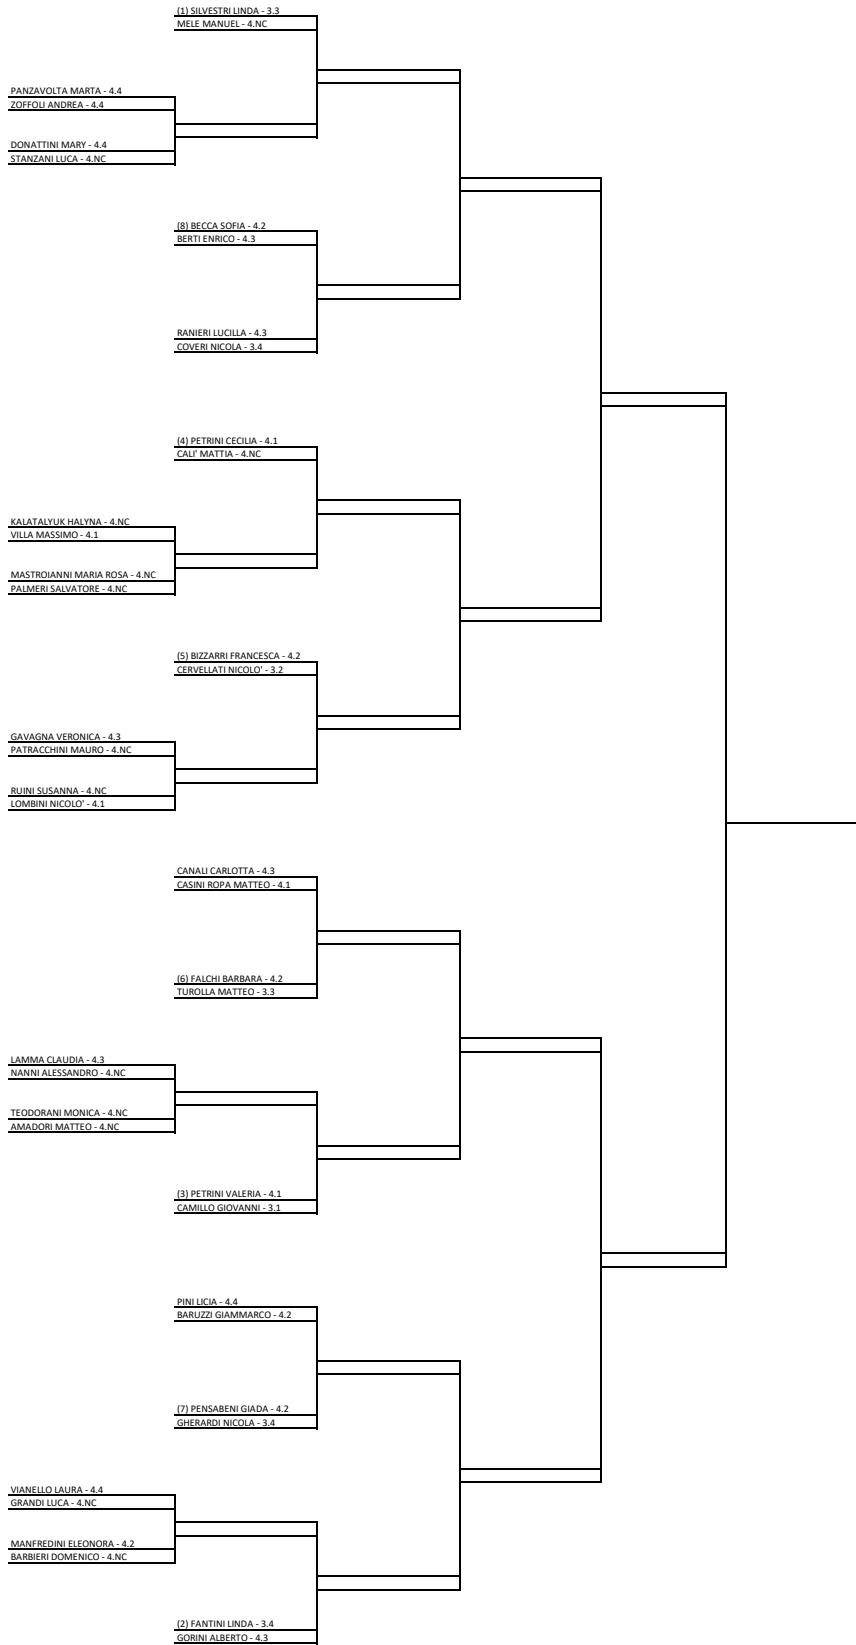 (1) SILVESTRI LINDA - 3.3
MELE MANUEL - 4.NC
PANZAVOLTA MARTA - 4.4
ZOFFOLI ANDREA - 4.4
DONATTINI MARY - 4.4
STANZANI LUCA - 4.NC
(8) BECCA SOFIA - 4.2
BERTI ENRICO - 4.3
RANIERI LUCILLA - 4.3
COVERI NICOLA - 3.4
(4) PETRINI CECILIA - 4.1
CALI' MATTIA - 4.NC
KALATALYUK HALYNA - 4.NC
VILLA MASSIMO - 4.1
MASTROIANNI MARIA ROSA - 4.NC
PALMERI SALVATORE - 4.NC
(5) BIZZARRI FRANCESCA - 4.2
CERVELLATI NICOLO' - 3.2
GAVAGNA VERONICA - 4.3
PATRACCHINI MAURO - 4.NC
RUINI SUSANNA - 4.NC
LOMBINI NICOLO' - 4.1
CANALI CARLOTTA - 4.3
CASINI ROPA MATTEO - 4.1
(6) FALCHI BARBARA - 4.2
TUROLLA MATTEO - 3.3
LAMMA CLAUDIA - 4.3
NANNI ALESSANDRO - 4.NC
TEODORANI MONICA - 4.NC
AMADORI MATTEO - 4.NC
(3) PETRINI VALERIA - 4.1
CAMILLO GIOVANNI - 3.1
PINI LICIA - 4.4
BARUZZI GIAMMARCO - 4.2
(7) PENSABENI GIADA - 4.2
GHERARDI NICOLA - 3.4
VIANELLO LAURA - 4.4
GRANDI LUCA - 4.NC
MANFREDINI ELEONORA - 4.2
BARBIERI DOMENICO - 4.NC
(2) FANTINI LINDA - 3.4
GORINI ALBERTO - 4.3